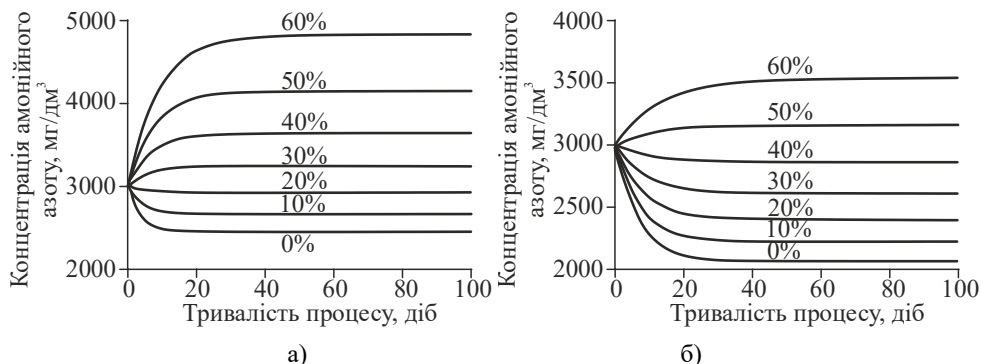 Концентрація амонійного
азоту, мг/дм³
5000
4000
3000
2000
60%
50%
40%
30%
20%
10%
0%
0 20 40 60 80 100
Тривалість процесу, діб
а)
Концентрація амонійного
азоту, мг/дм³
4000
3500
3000
2500
2000
60%
50%
40%
30%
20%
10%
0%
0 20 40 60 80 100
Тривалість процесу, діб
б)